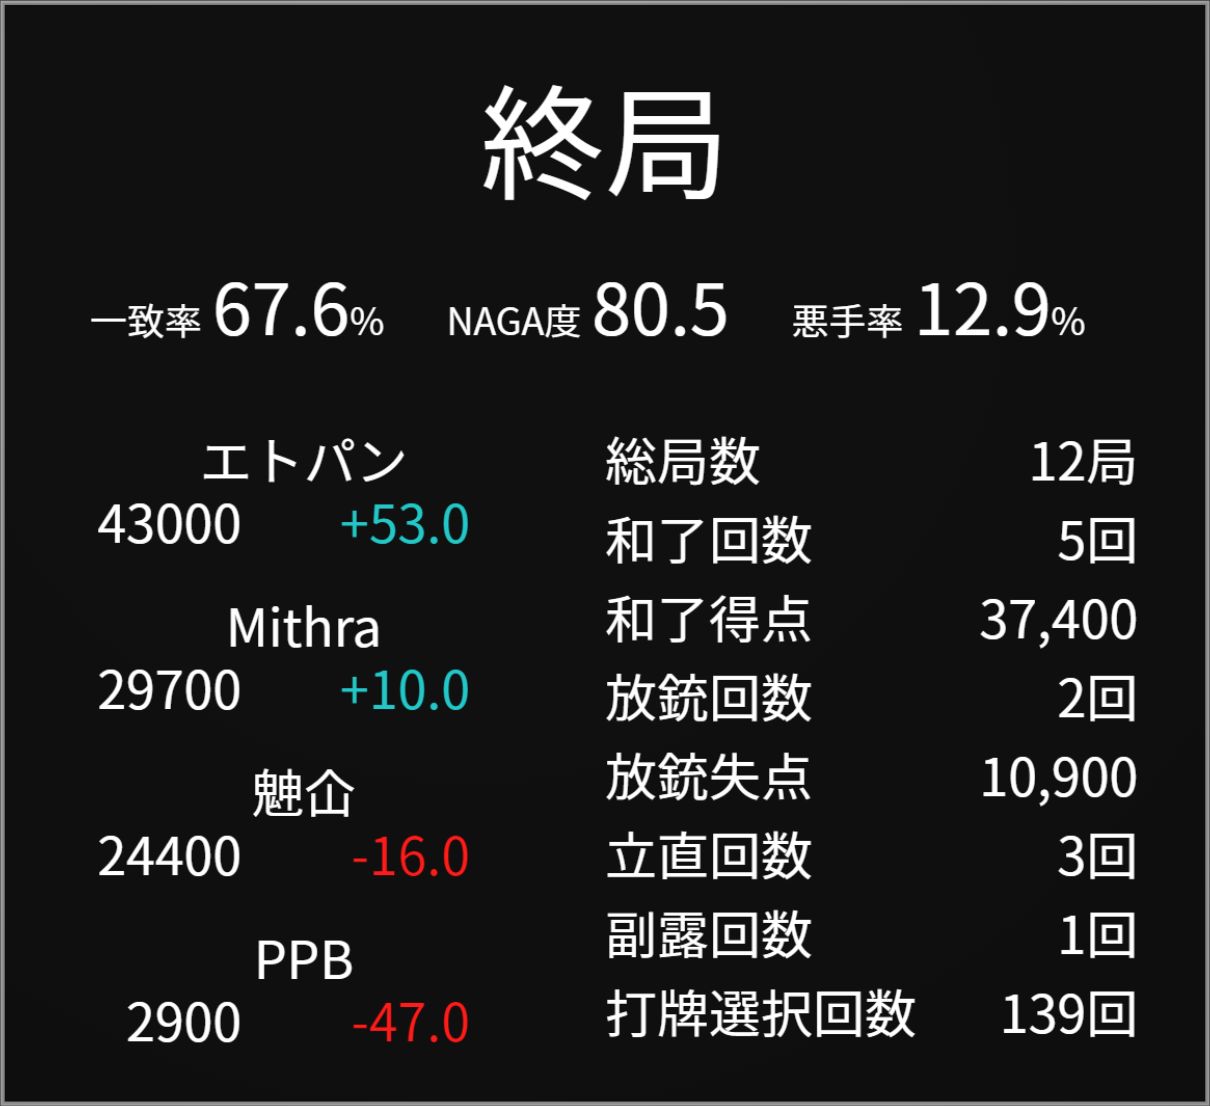 終局
一致率 67.6% NAGA度 80.5 悪手率 12.9%
エトパン
43000 +53.0
Mithra
29700 +10.0
魈仚
24400 -16.0
PPB
2900 -47.0
総局数 12局
和了回数 5回
和了得点 37,400
放銃回数 2回
放銃失点 10,900
立直回数 3回
副露回数 1回
打牌選択回数 139回